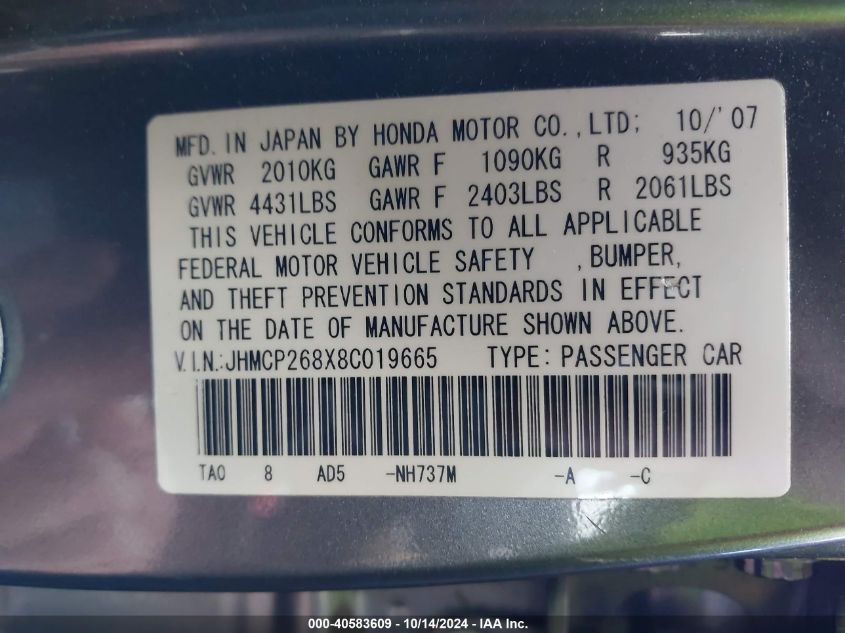 MFD. IN JAPAN BY HONDA MOTOR CO.,LTD; 10/'07
GVWR 2010KG GAWR F 1090KG R 935KG
GVWR 4431LBS GAWR F 2403LBS R 2061LBS
THIS VEHICLE CONFORMS TO ALL APPLICABLE
FEDERAL MOTOR VEHICLE SAFETY ,BUMPER,
AND THEFT PREVENTION STANDARDS IN EFFECT
ON THE DATE OF MANUFACTURE SHOWN ABOVE.
V.I.N.:JHMCP268X8C019665 TYPE: PASSENGER CAR
TA0 8 AD5 -NH737M -A -C
000-40583609 - 10/14/2024 - IAA Inc.